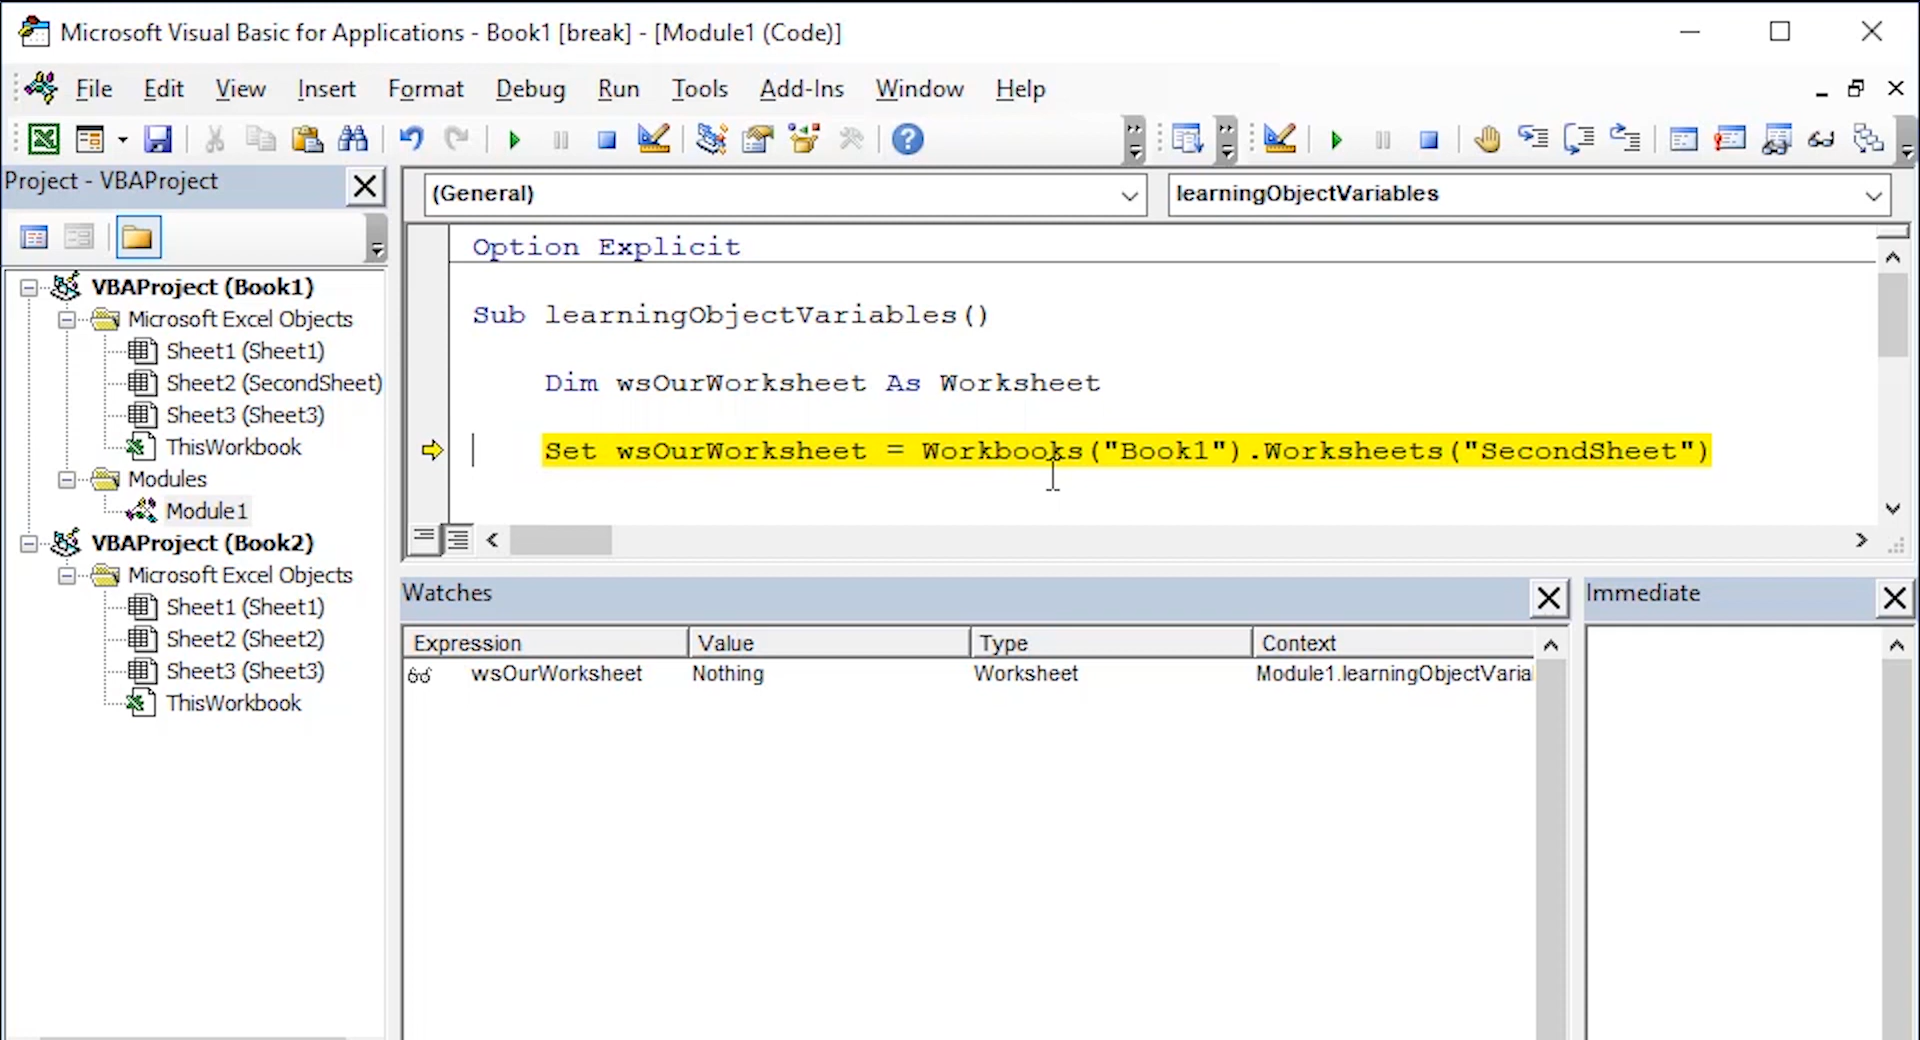 Microsoft Visual Basic for Applications - Book1 [break] - [Module1 (Code)]
File Edit View Insert Format Debug Run Tools Add-Ins Window Help
Project - VBAProject
VBAProject (Book1)
Microsoft Excel Objects
Sheet1 (Sheet1)
Sheet2 (SecondSheet)
Sheet3 (Sheet3)
ThisWorkbook
Modules
Module1
VBAProject (Book2)
Microsoft Excel Objects
Sheet1 (Sheet1)
Sheet2 (Sheet2)
Sheet3 (Sheet3)
ThisWorkbook
(General) learningObjectVariables
Option Explicit
Sub learningObjectVariables()
Dim wsOurWorksheet As Worksheet
Set wsOurWorksheet = Workbooks("Book1").Worksheets("SecondSheet")
Watches
Expression Value Type Context
wsOurWorksheet Nothing Worksheet Module1.learningObjectVaria
Immediate